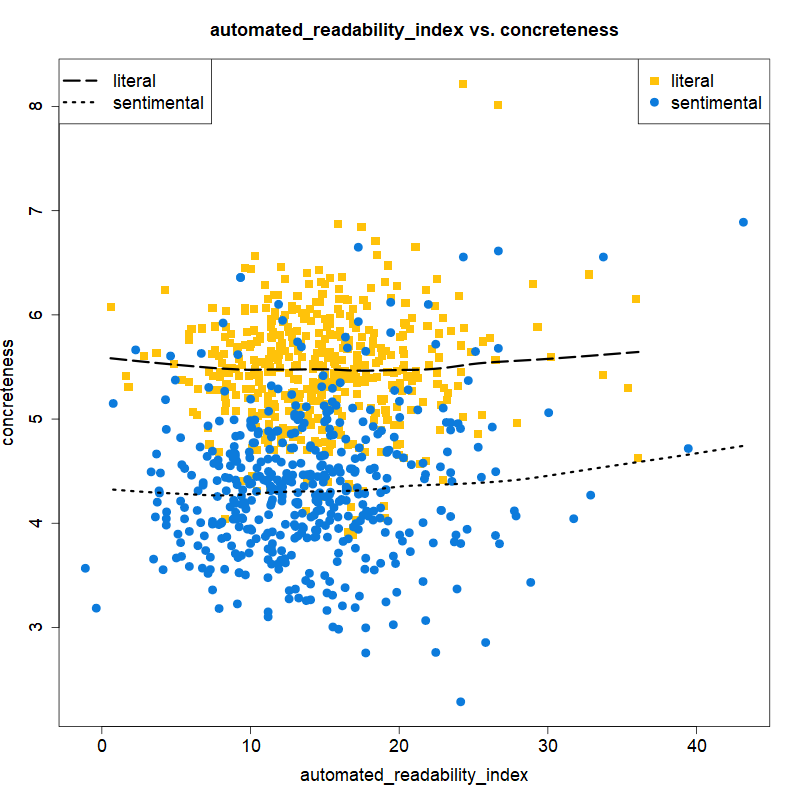 automated_readability_index vs. concreteness
literal
sentimental
literal
sentimental
concreteness
8
7
6
5
4
3
0 10 20 30 40
automated_readability_index